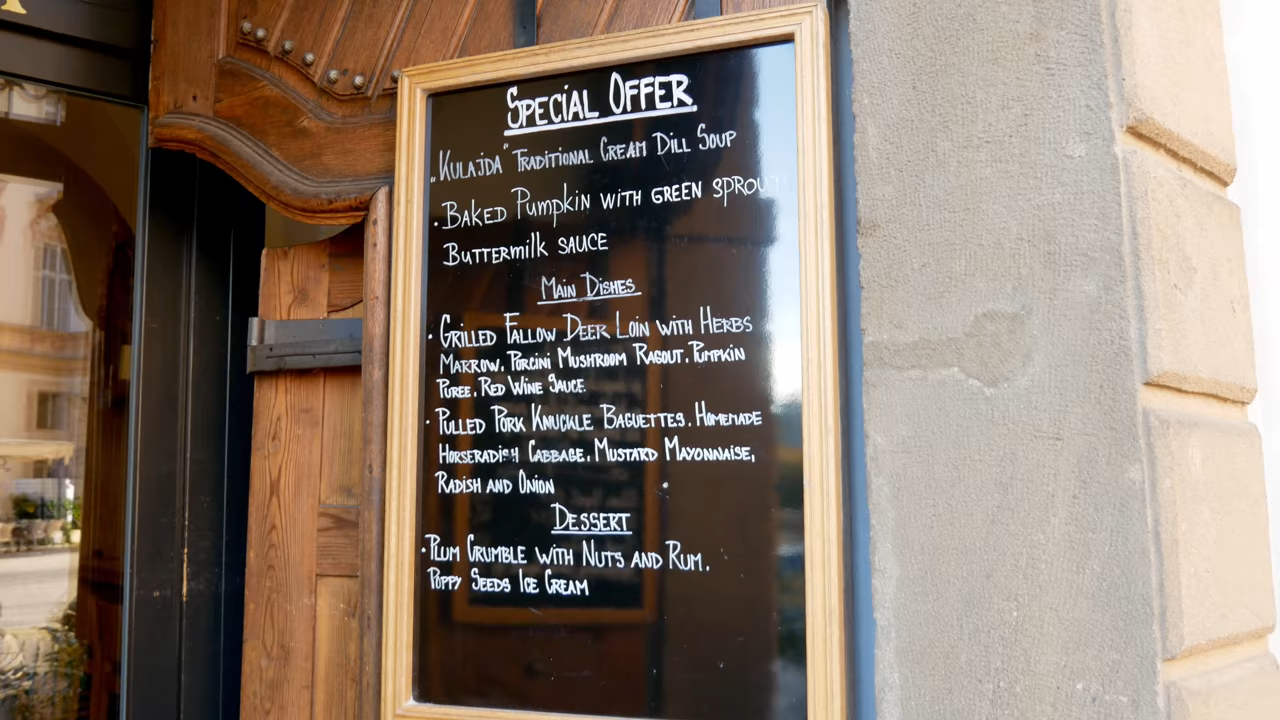 SPECIAL OFFER
„KULAJDA" TRADITIONAL CREAM DILL SOUP
· BAKED PUMPKIN WITH GREEN SPROU
BUTTERMILK SAUCE
MAIN DISHES
· GRILLED FALLOW DEER LOIN WITH HERBS
MARROW, PORCINI MUSHROOM RAGOUT, PUMPKIN
PUREE, RED WINE SAUCE
· PULLED PORK KNUCKLE BAGUETTES, HOMEMADE
HORSERADISH CABBAGE, MUSTARD MAYONNAISE,
RADISH AND ONION
DESSERT
· PLUM CRUMBLE WITH NUTS AND RUM,
POPPY SEEDS ICE CREAM